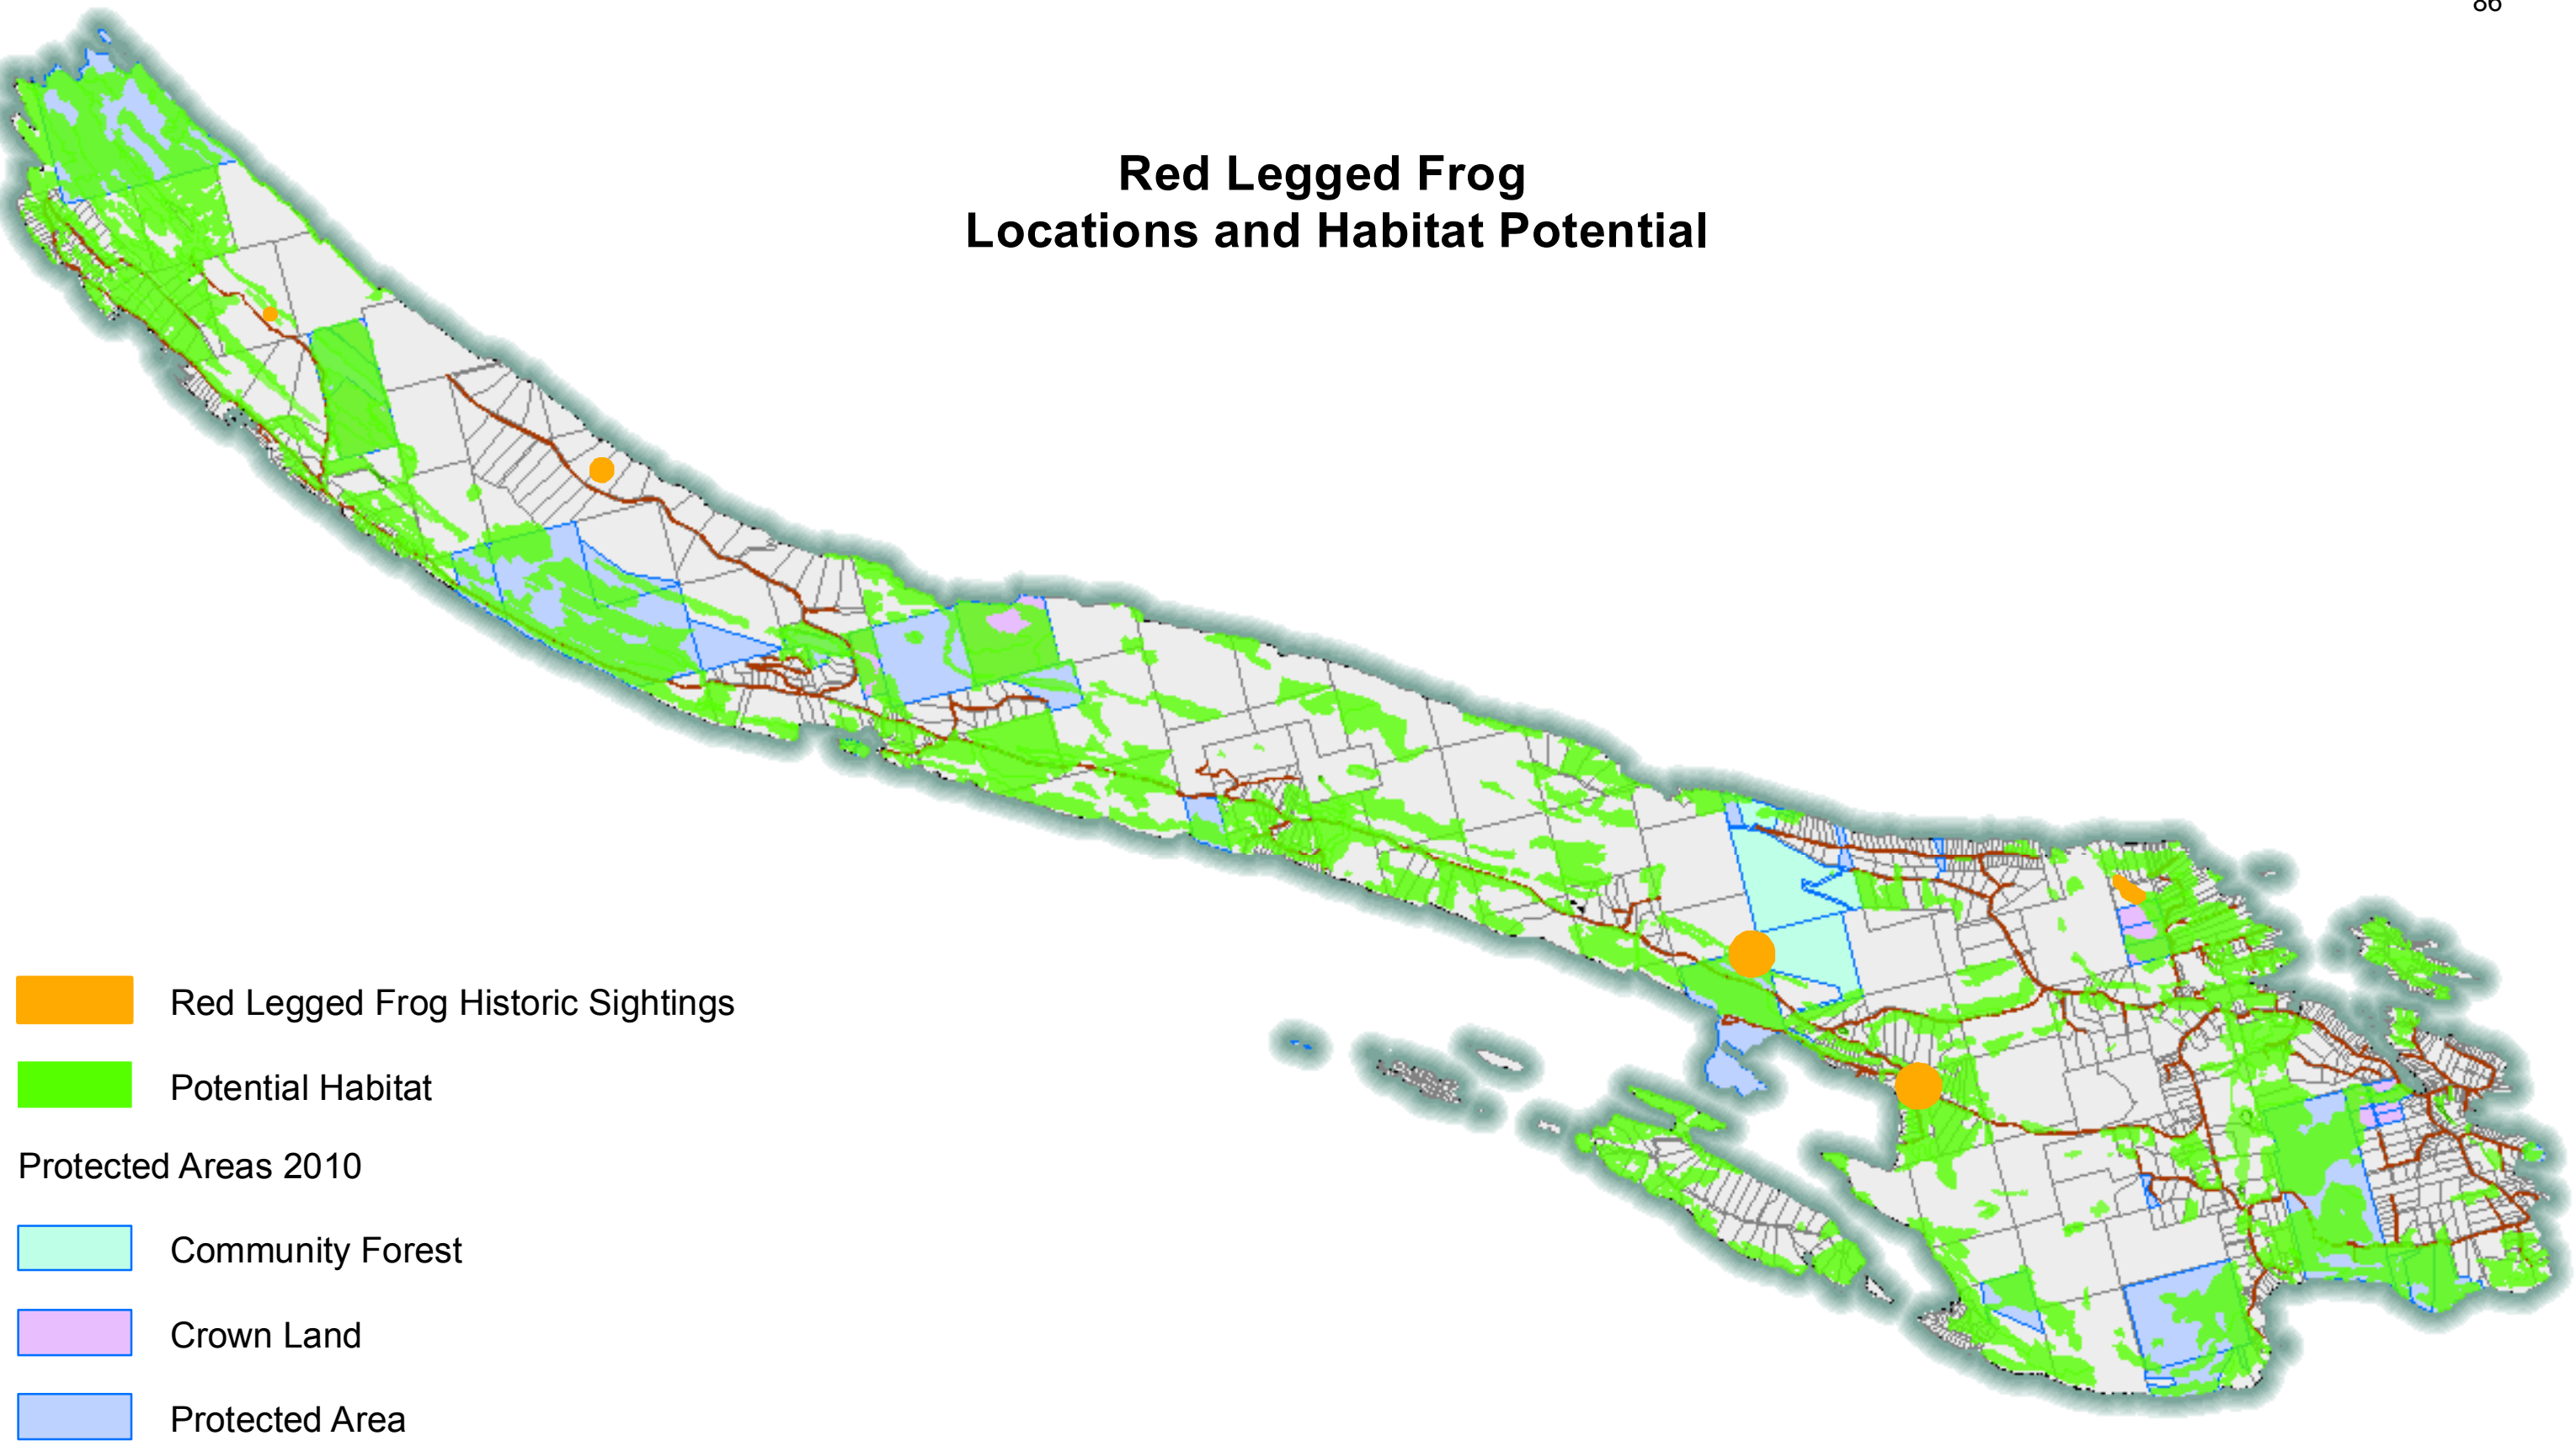 86
Red Legged Frog
Locations and Habitat Potential
Red Legged Frog Historic Sightings
Potential Habitat
Protected Areas 2010
Community Forest
Crown Land
Protected Area